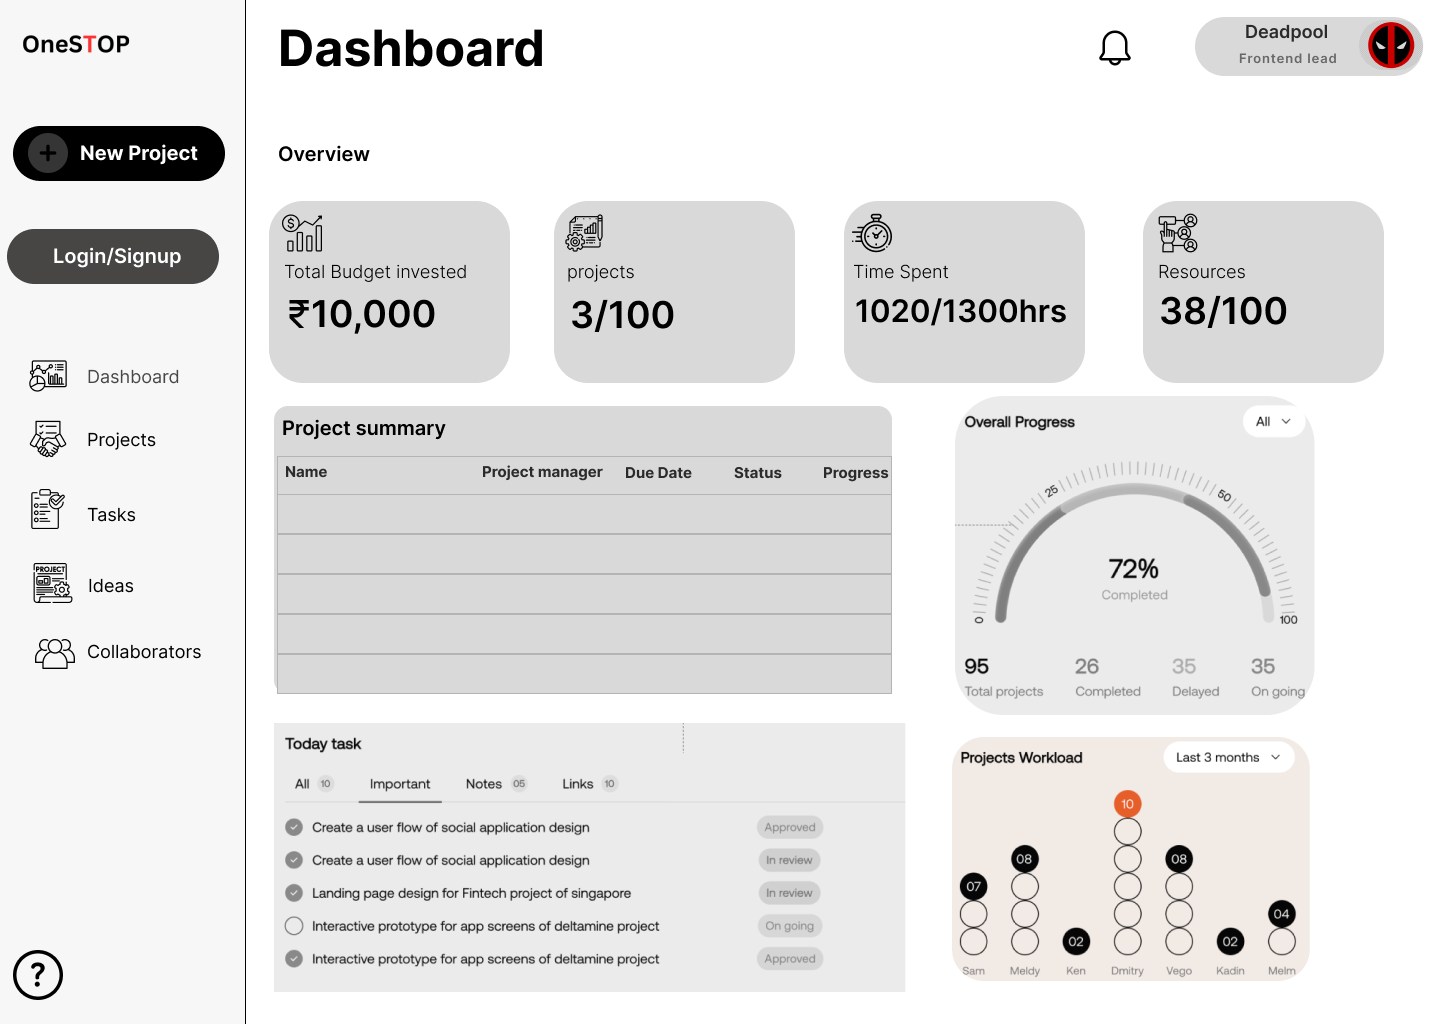 OneSTOP
New Project
Login/Signup
Dashboard
Projects
Tasks
PROJECT
Ideas
Collaborators
?
Dashboard
Deadpool
Frontend lead
Overview
$
Total Budget invested
₹10,000
projects
3/100
Time Spent
1020/1300hrs
Resources
38/100
Project summary
Name Project manager Due Date Status Progress
Overall Progress All
0 25 50 100
72%
Completed
95 26 35 35
Total projects Completed Delayed On going
Today task
All 10 Important Notes 05 Links 10
Create a user flow of social application design Approved
Create a user flow of social application design In review
Landing page design for Fintech project of singapore In review
Interactive prototype for app screens of deltamine project On going
Interactive prototype for app screens of deltamine project Approved
Projects Workload Last 3 months
07 08 02 10 08 02 04
Sam Meldy Ken Dmitry Vego Kadin Melm